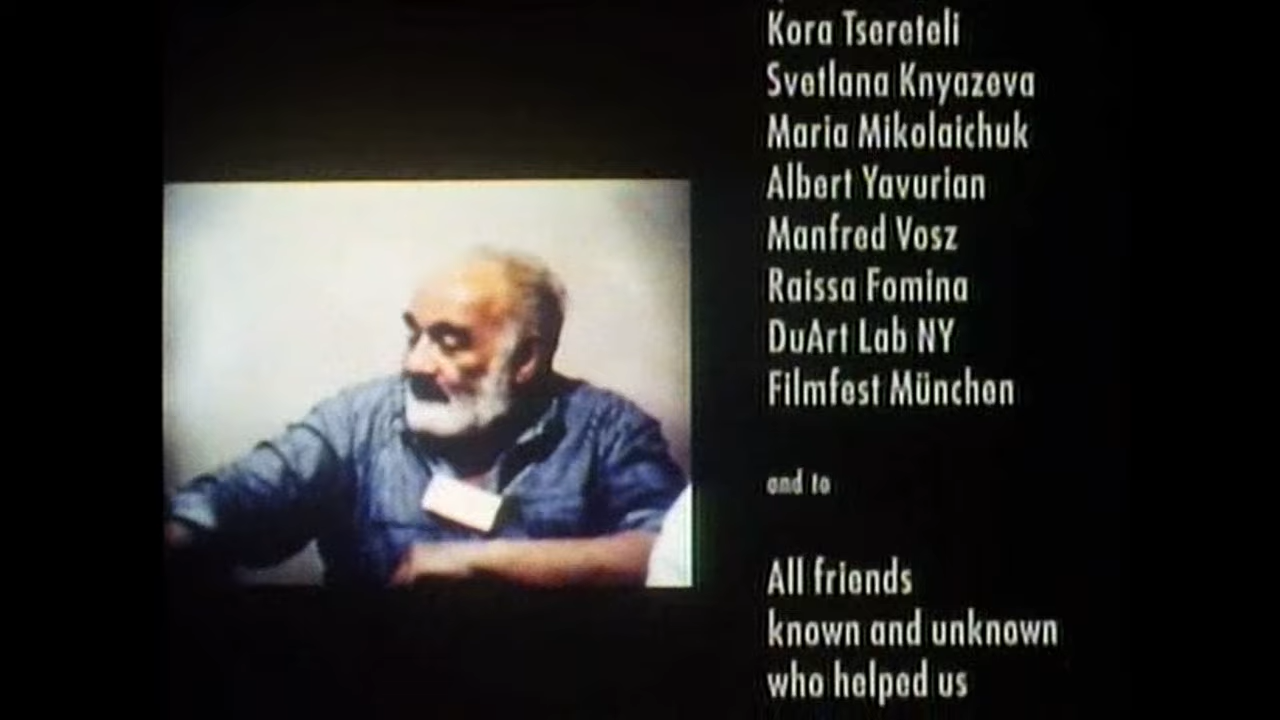 Kora Tsereteli
Svetlana Knyazeva
Maria Mikolaichuk
Albert Yavurian
Manfred Vosz
Raissa Fomina
DuArt Lab NY
Filmfest München
and to
All friends
known and unknown
who helped us